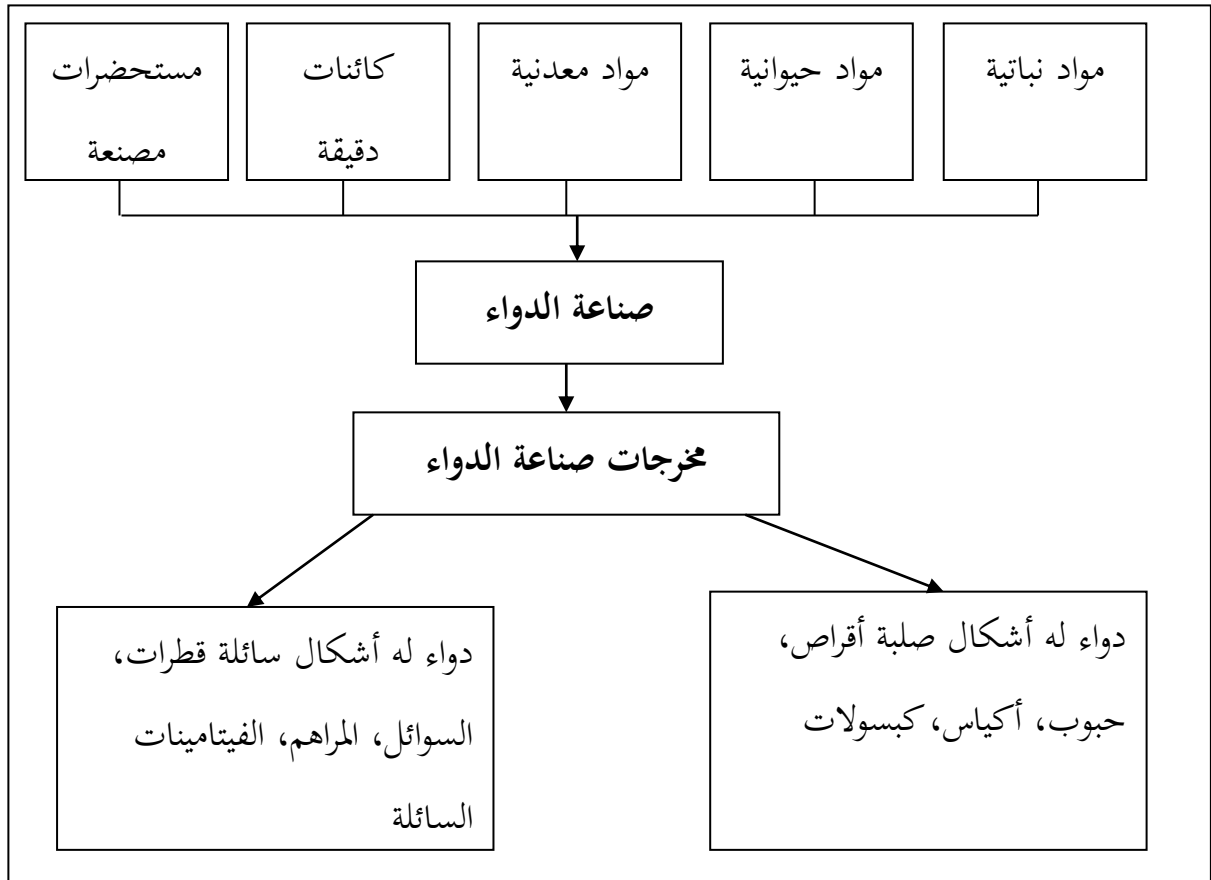 مواد نباتية
مواد حيوانية
مواد معدنية
كائنات
دقيقة
مستحضرات
مصنعة
صناعة الدواء
مخرجات صناعة الدواء
دواء له أشكال صلبة أقراص،
حبوب، أكياس، كبسولات
دواء له أشكال سائلة قطرات،
السوائل، المراهم، الفيتامينات
السائلة